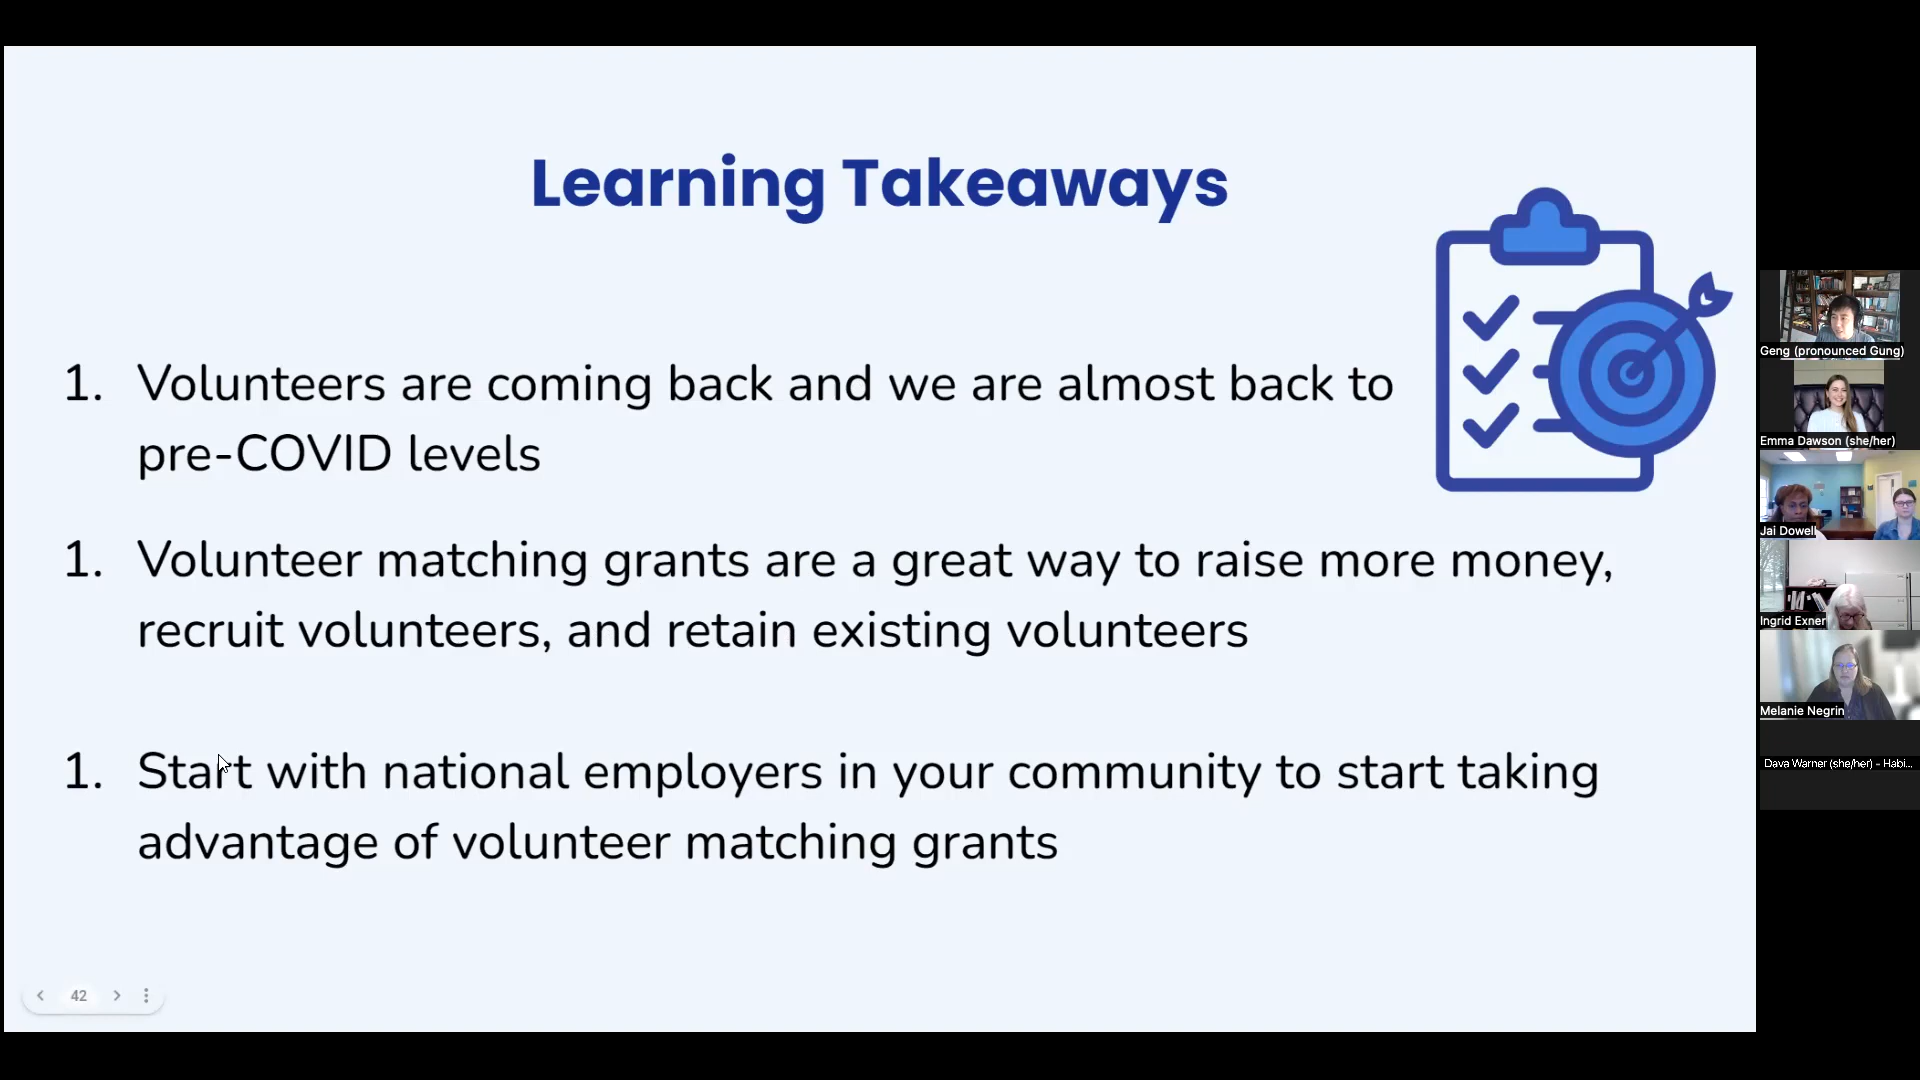 Learning Takeaways
1. Volunteers are coming back and we are almost back to
pre-COVID levels
1. Volunteer matching grants are a great way to raise more money,
recruit volunteers, and retain existing volunteers
1. Start with national employers in your community to start taking
advantage of volunteer matching grants
42
Geng (pronounced Gung)
Emma Dawson (she/her)
Jai Dowell
Ingrid Exner
Melanie Negrin
Dava Warner (she/her) - Habi...